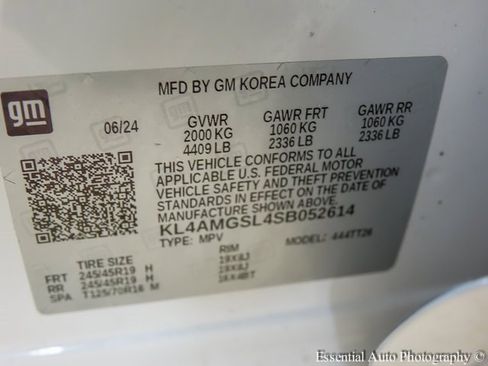 MFD BY GM KOREA COMPANY
gm
06/24 GVWR GAWR FRT GAWR RR
2000 KG 1060 KG 1060 KG
4409 LB 2336 LB 2336 LB
THIS VEHICLE CONFORMS TO ALL
APPLICABLE U.S. FEDERAL MOTOR
VEHICLE SAFETY AND THEFT PREVENTION
STANDARDS IN EFFECT ON THE DATE OF
MANUFACTURE SHOWN ABOVE.
KL4AMGSL4SB052614
TYPE: MPV MODEL: 4AATT26
TIRE SIZE RIM
FRT 245/45R19 H 19X8J
RR 245/45R19 H 19X8J
SPA T125/70R16 M 16X4BT
Essential Auto Photography ©